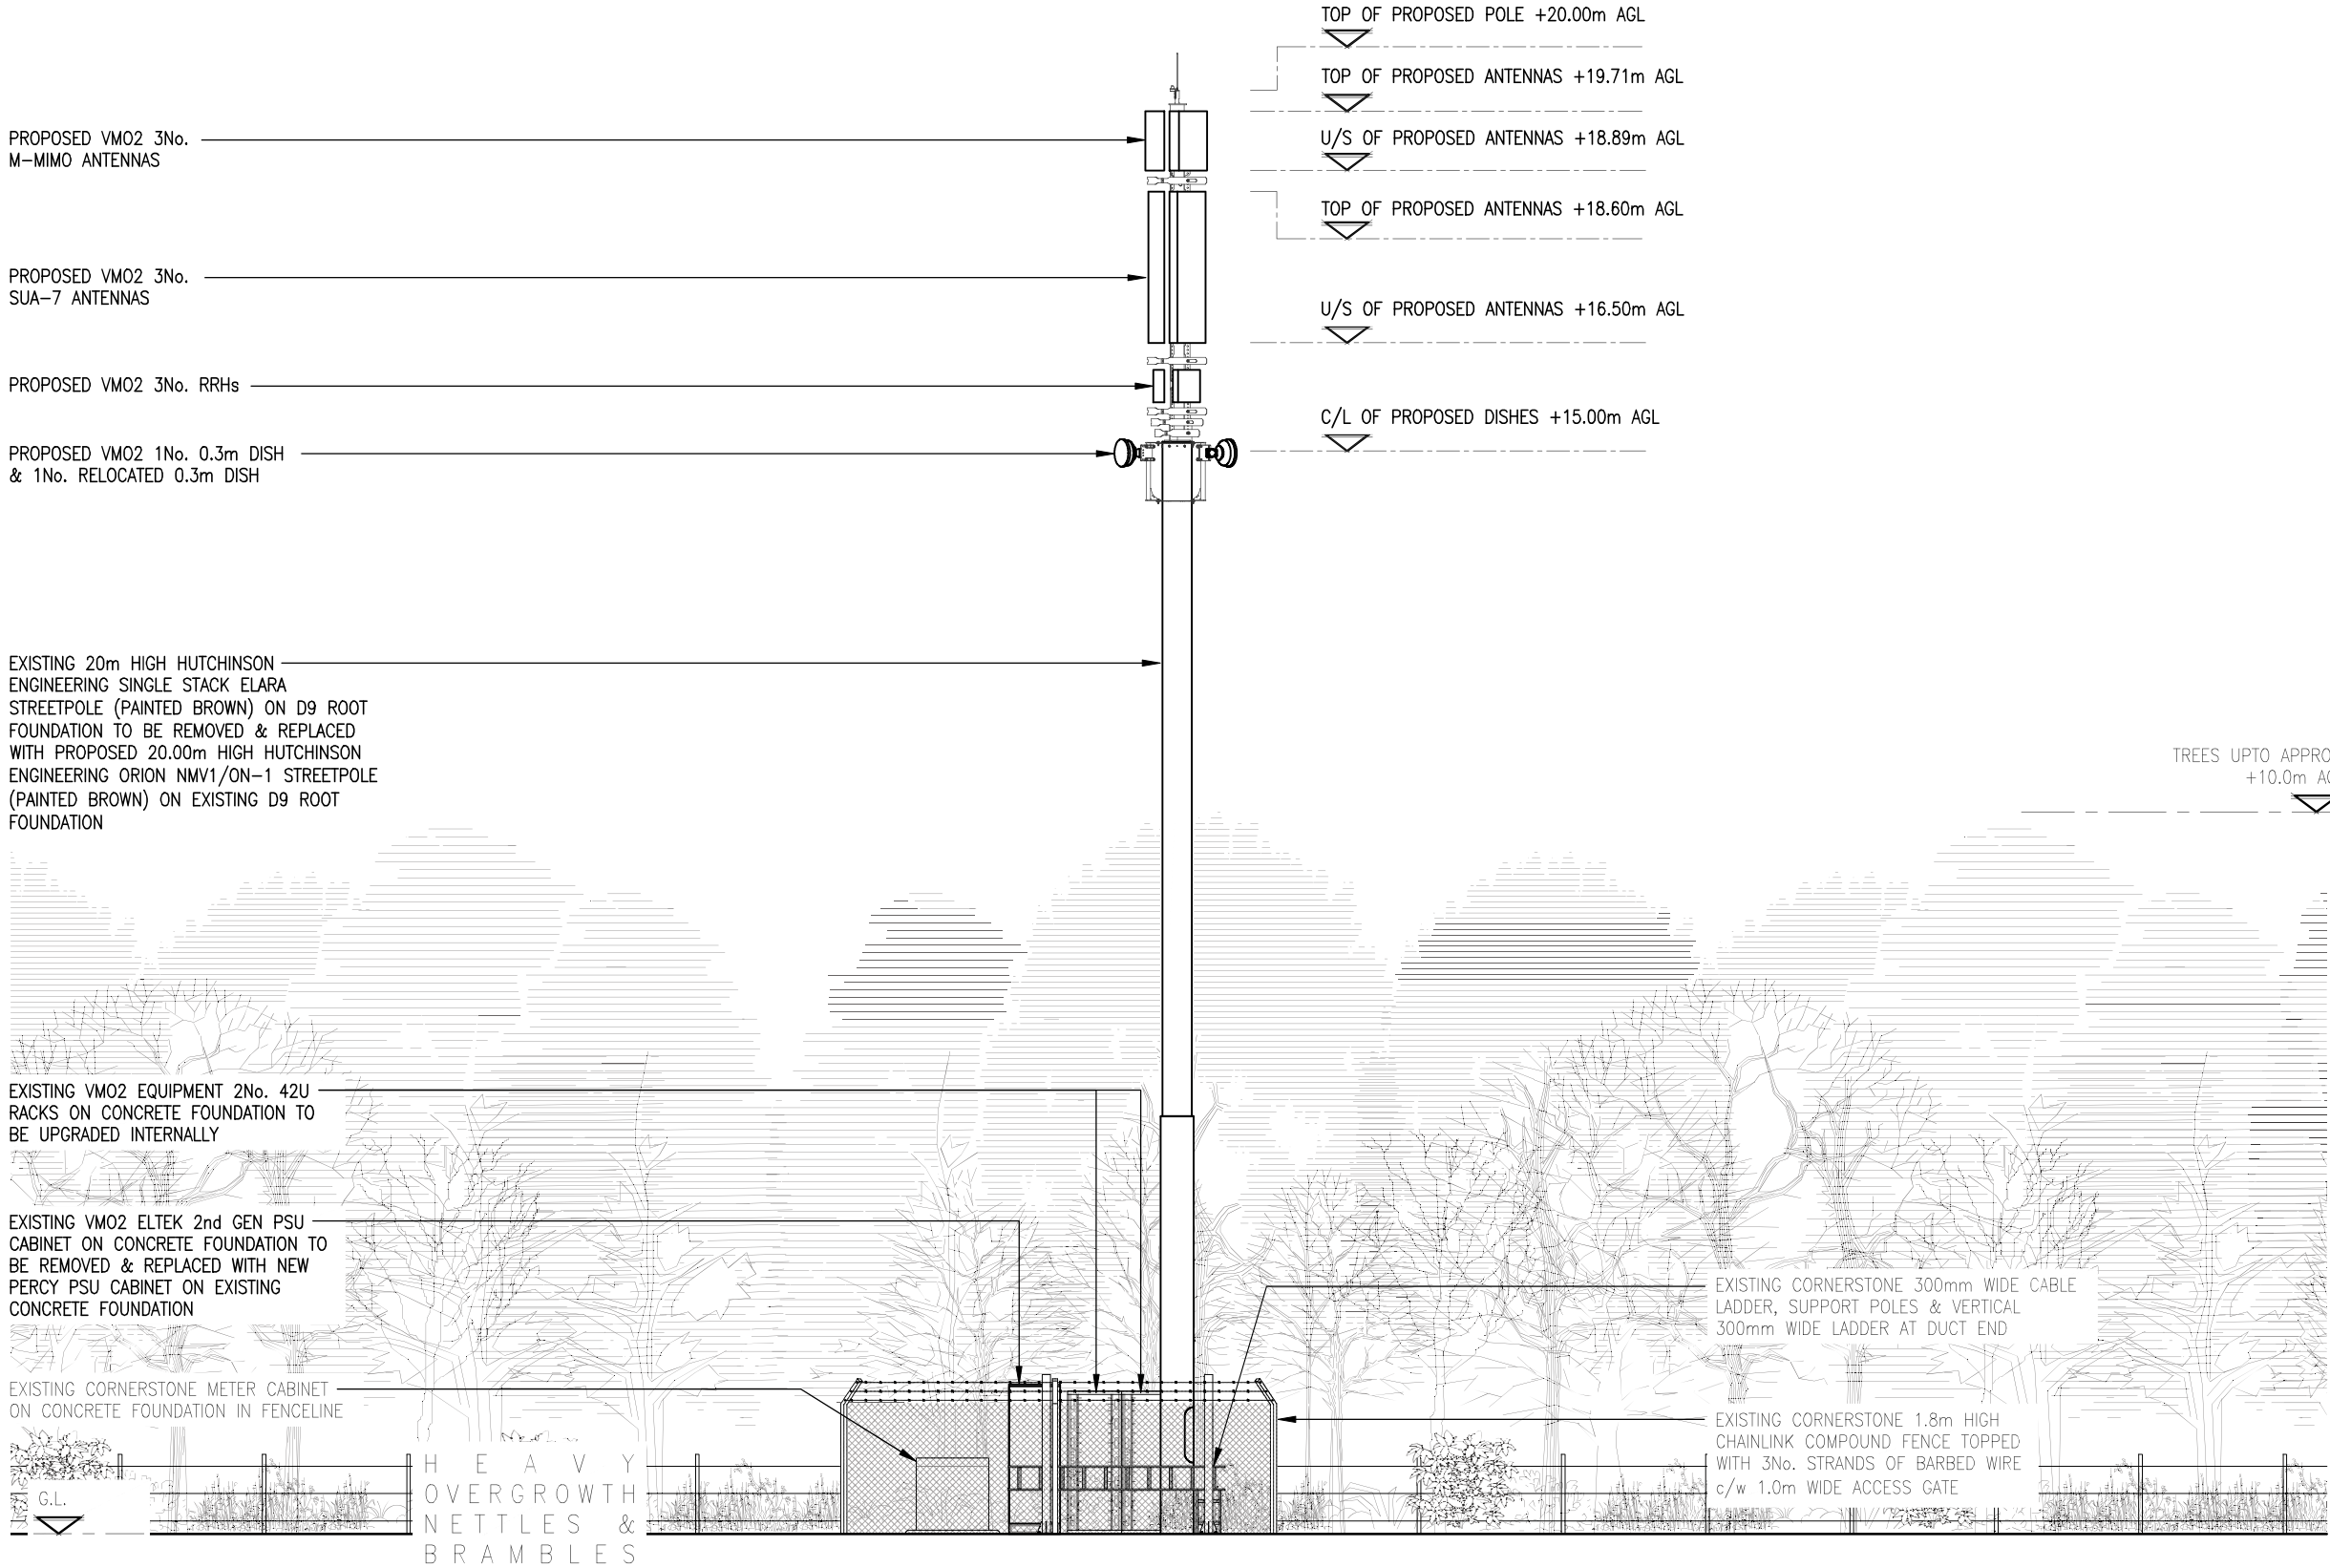 TOP OF PROPOSED POLE +20.00m AGL
TOP OF PROPOSED ANTENNAS +19.71m AGL
U/S OF PROPOSED ANTENNAS +18.89m AGL
TOP OF PROPOSED ANTENNAS +18.60m AGL
U/S OF PROPOSED ANTENNAS +16.50m AGL
C/L OF PROPOSED DISHES +15.00m AGL
PROPOSED VMO2 3No.
M-MIMO ANTENNAS
PROPOSED VMO2 3No.
SUA-7 ANTENNAS
PROPOSED VMO2 3No. RRHs
PROPOSED VMO2 1No. 0.3m DISH
& 1No. RELOCATED 0.3m DISH
EXISTING 20m HIGH HUTCHINSON
ENGINEERING SINGLE STACK ELARA
STREETPOLE (PAINTED BROWN) ON D9 ROOT
FOUNDATION TO BE REMOVED & REPLACED
WITH PROPOSED 20.00m HIGH HUTCHINSON
ENGINEERING ORION NMV1/ON-1 STREETPOLE
(PAINTED BROWN) ON EXISTING D9 ROOT
FOUNDATION
TREES UPTO APPRO
+10.0m AG
EXISTING VMO2 EQUIPMENT 2No. 42U
RACKS ON CONCRETE FOUNDATION TO
BE UPGRADED INTERNALLY
EXISTING VMO2 ELTEK 2nd GEN PSU
CABINET ON CONCRETE FOUNDATION TO
BE REMOVED & REPLACED WITH NEW
PERCY PSU CABINET ON EXISTING
CONCRETE FOUNDATION
EXISTING CORNERSTONE METER CABINET
ON CONCRETE FOUNDATION IN FENCELINE
EXISTING CORNERSTONE 300mm WIDE CABLE
LADDER, SUPPORT POLES & VERTICAL
300mm WIDE LADDER AT DUCT END
EXISTING CORNERSTONE 1.8m HIGH
CHAINLINK COMPOUND FENCE TOPPED
WITH 3No. STRANDS OF BARBED WIRE
c/w 1.0m WIDE ACCESS GATE
G.L.
HEAVY
OVERGROWTH
NETTLES &
BRAMBLES